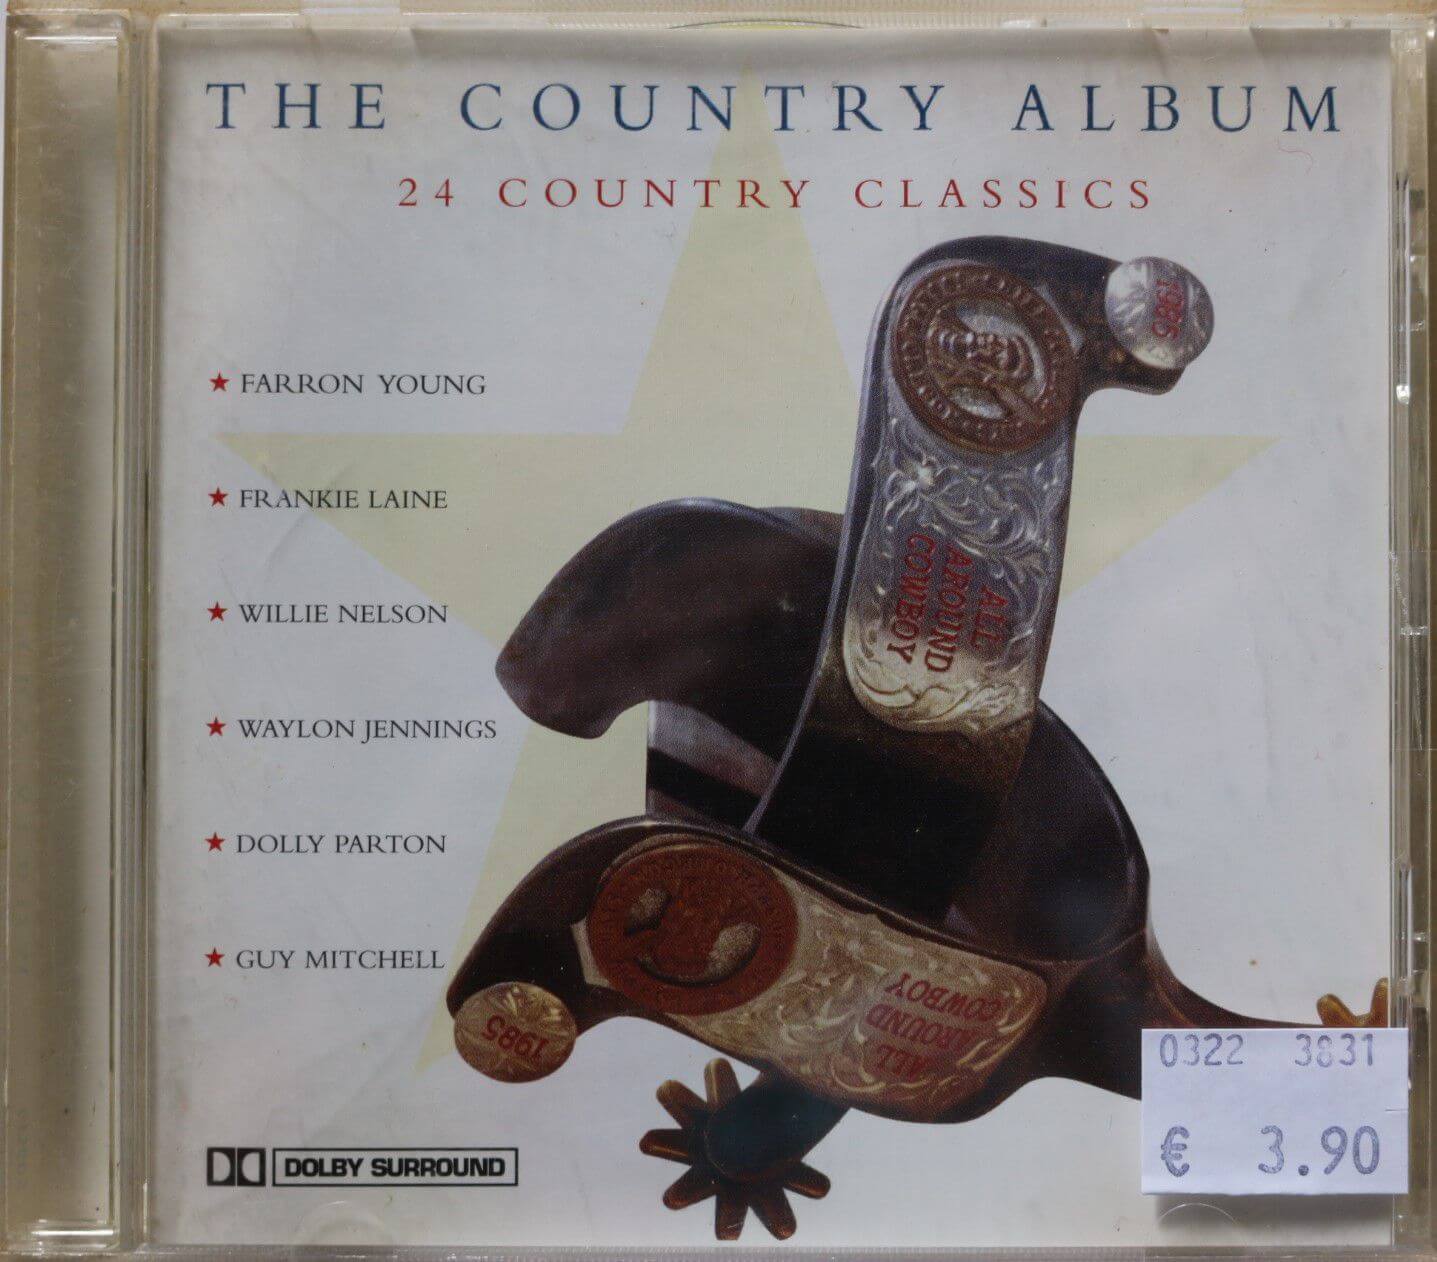 THE COUNTRY ALBUM
24 COUNTRY CLASSICS
★ FARRON YOUNG
★ FRANKIE LAINE
★ WILLIE NELSON
★ WAYLON JENNINGS
★ DOLLY PARTON
★ GUY MITCHELL
1985
ALL
AROUND
COWBOY
ALL
AROUND
COWBOY
1985
DOLBY SURROUND
0322 3831
€ 3.90